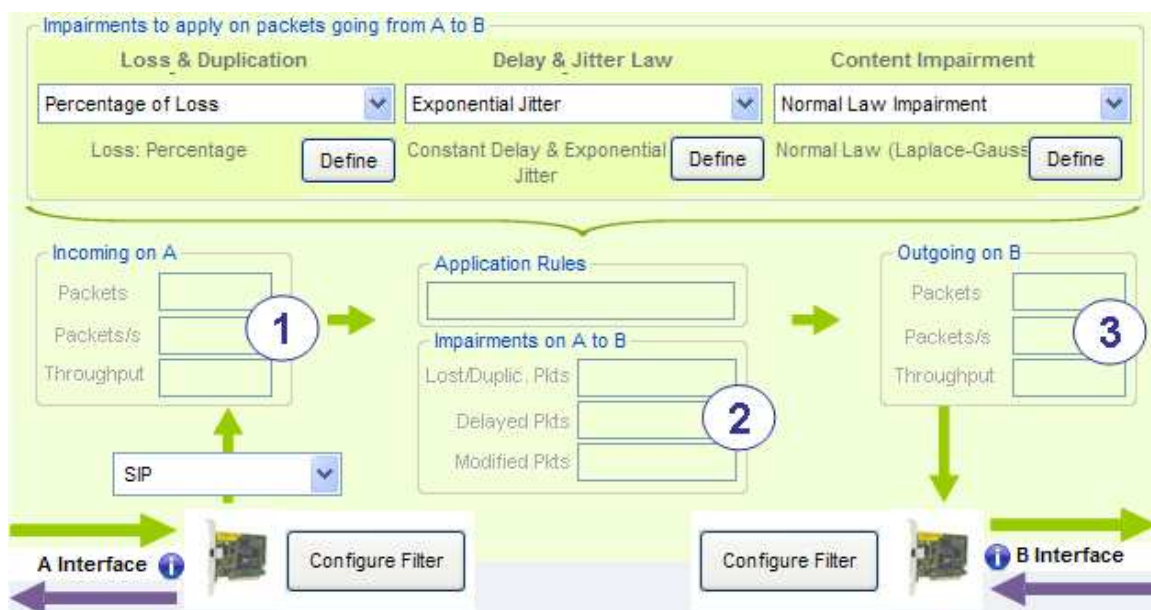 Impairments to apply on packets going from A to B
Loss & Duplication
Delay & Jitter Law
Content Impairment
Percentage of Loss
Exponential Jitter
Normal Law Impairment
Loss: Percentage
Define
Constant Delay & Exponential
Jitter
Define
Normal Law (Laplace-Gauss
Define
Incoming on A
Packets
Packets/s
Throughput
1
Application Rules
Impairments on A to B
Lost/Duplic. Pkts
Delayed Pkts
Modified Pkts
2
Outgoing on B
Packets
Packets/s
Throughput
3
SIP
A Interface
Configure Filter
Configure Filter
B Interface